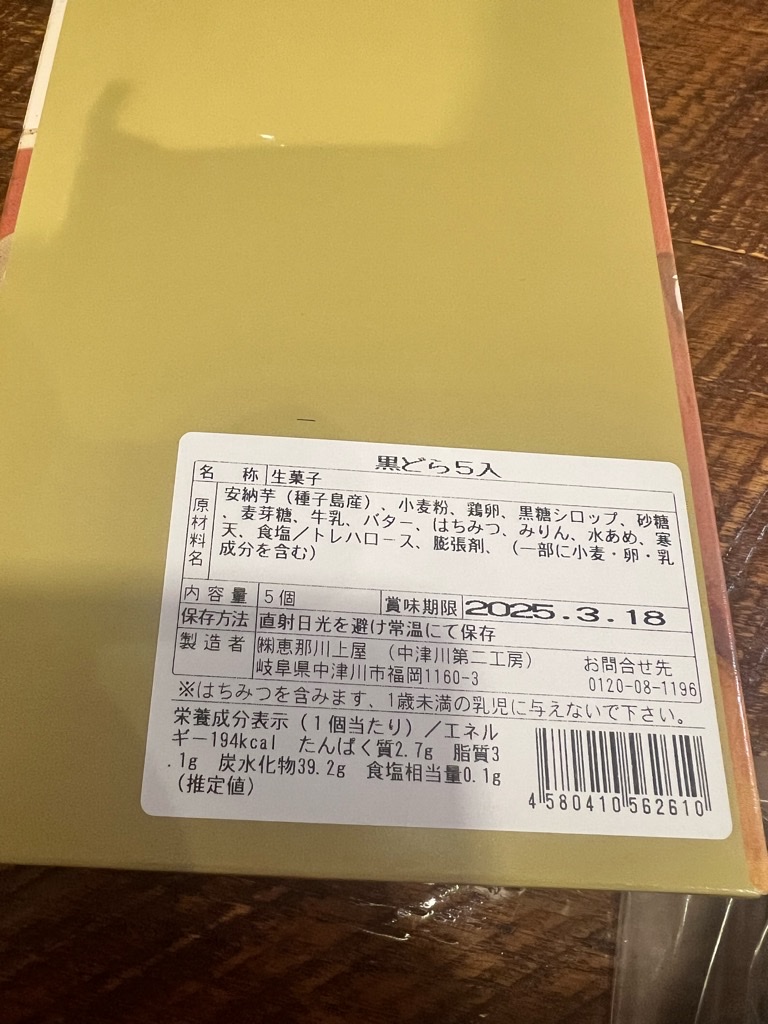 黒どら5入
名 称 生菓子
原材料名 安納芋(種子島産)、小麦粉、鶏卵、黒糖シロップ、砂糖
、麦芽糖、牛乳、バター、はちみつ、みりん、水あめ、寒
天、食塩/トレハロース、膨張剤、(一部に小麦・卵・乳
成分を含む)
内容量 5個 賞味期限 2025.3.18
保存方法 直射日光を避け常温にて保存
製造者 ㈱恵那川上屋 (中津川第二工房) お問合せ先
岐阜県中津川市福岡1160-3 0120-08-1196
※はちみつを含みます、1歳未満の乳児に与えないで下さい。
栄養成分表示(1個当たり)/エネル
ギー194kcal たんぱく質2.7g 脂質3
.1g 炭水化物39.2g 食塩相当量0.1g
(推定値)
4 580410 562610